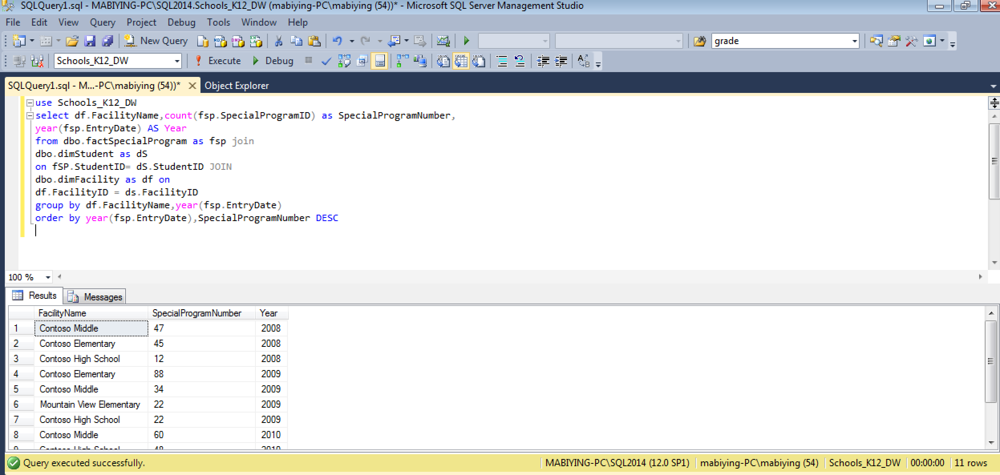 SQLQuery1.sql - MABIYING-PC\SQL2014.Schools_K12_DW (mabiying-PC\mabiying (54))* - Microsoft SQL Server Management Studio
File Edit View Query Project Debug Tools Window Help
New Query grade
Schools_K12_DW Execute Debug
SQLQuery1.sql - M...-PC\mabiying (54))* Object Explorer
use Schools_K12_DW
select df.FacilityName,count(fsp.SpecialProgramID) as SpecialProgramNumber,
year(fsp.EntryDate) AS Year
from dbo.factSpecialProgram as fsp join
dbo.dimStudent as dS
on fSP.StudentID= dS.StudentID JOIN
dbo.dimFacility as df on
df.FacilityID = ds.FacilityID
group by df.FacilityName,year(fsp.EntryDate)
order by year(fsp.EntryDate),SpecialProgramNumber DESC
100 %
Results Messages
FacilityName SpecialProgramNumber Year
1 Contoso Middle 47 2008
2 Contoso Elementary 45 2008
3 Contoso High School 12 2008
4 Contoso Elementary 88 2009
5 Contoso Middle 34 2009
6 Mountain View Elementary 22 2009
7 Contoso High School 22 2009
8 Contoso Middle 60 2010
Query executed successfully. MABIYING-PC\SQL2014 (12.0 SP1) mabiying-PC\mabiying (54) Schools_K12_DW 00:00:00 11 rows